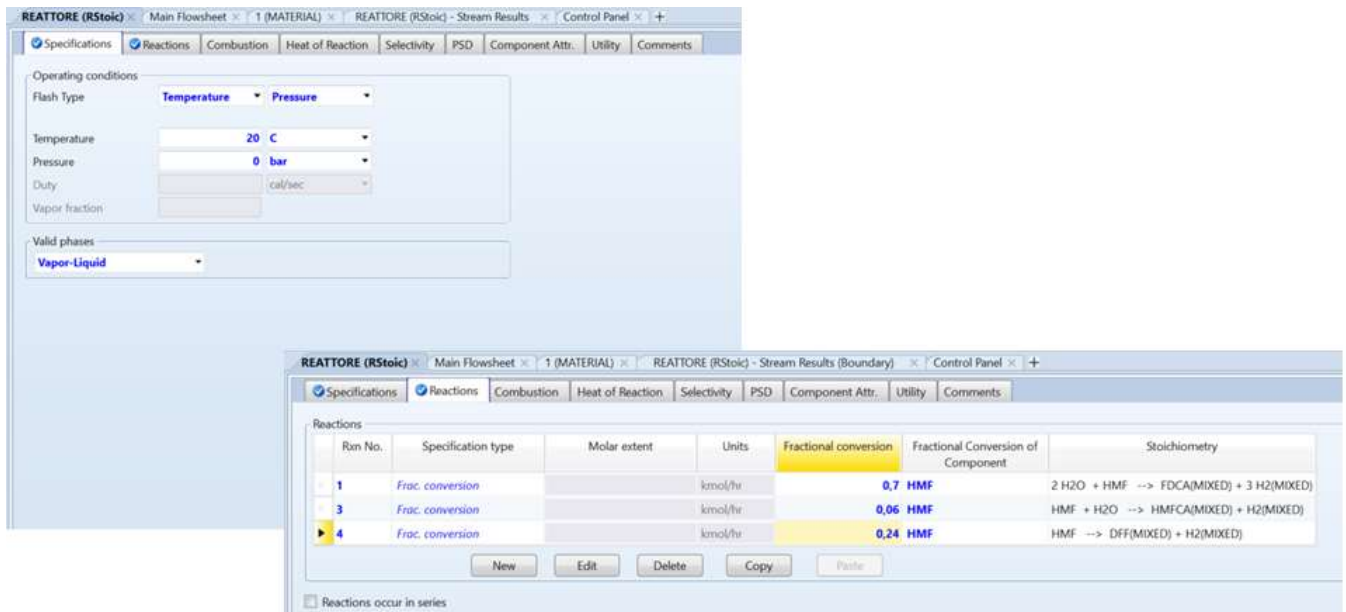 REATTORE (RStoic) Main Flowsheet 1 (MATERIAL) REATTORE (RStoic) - Stream Results Control Panel +
Specifications Reactions Combustion Heat of Reaction Selectivity PSD Component Attr. Utility Comments
Operating conditions
Flash Type Temperature Pressure
Temperature 20 C
Pressure 0 bar
Duty cal/sec
Vapor fraction
Valid phases
Vapor-Liquid
REATTORE (RStoic) Main Flowsheet 1 (MATERIAL) REATTORE (RStoic) - Stream Results (Boundary) Control Panel +
Specifications Reactions Combustion Heat of Reaction Selectivity PSD Component Attr. Utility Comments
Reactions
Rxn No. Specification type Molar extent Units Fractional conversion Fractional Conversion of Component Stoichiometry
1 Frac. conversion kmol/hr 0,7 HMF 2 H2O + HMF --> FDCA(MIXED) + 3 H2(MIXED)
3 Frac. conversion kmol/hr 0,06 HMF HMF + H2O --> HMFCA(MIXED) + H2(MIXED)
4 Frac. conversion kmol/hr 0,24 HMF HMF --> DFF(MIXED) + H2(MIXED)
New Edit Delete Copy Paste
Reactions occur in series